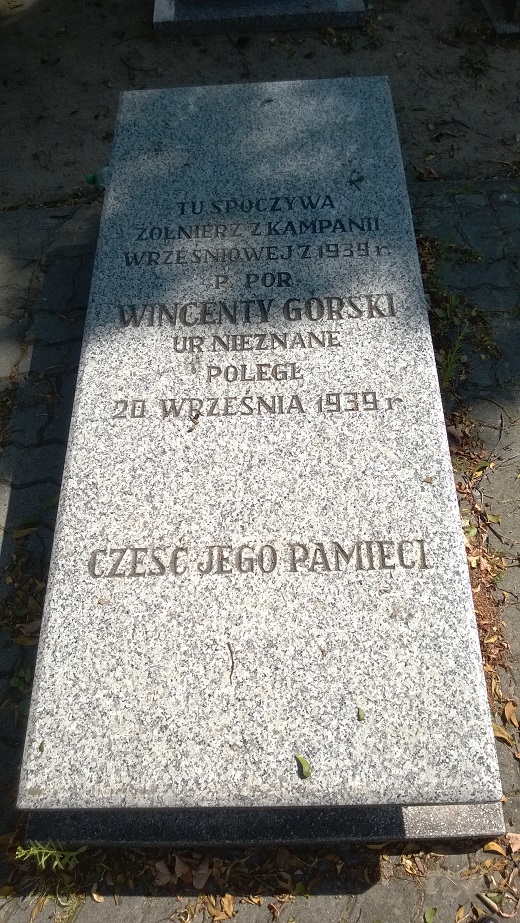 TU SPOCZYWA
ŻOŁNIERZ Z KAMPANII
WRZEŚNIOWEJ Z 1939 r.
P. POR.
WINCENTY GÓRSKI
UR NIEZNANE
POLEGŁ
20 WRZEŚNIA 1939 r.
CZEŚĆ JEGO PAMIĘCI